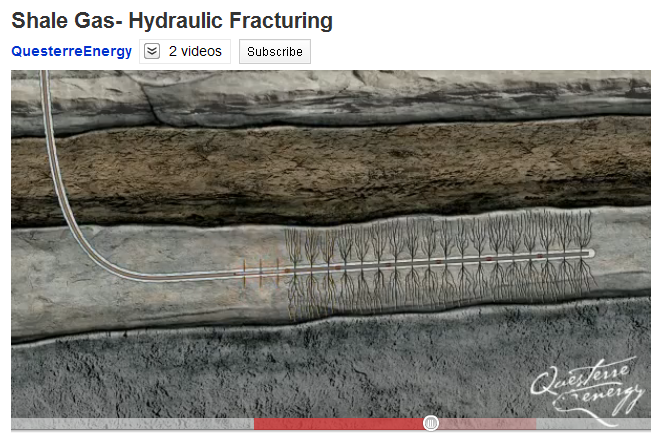 Shale Gas- Hydraulic Fracturing
QuesterreEnergy 2 videos Subscribe
Questerre
energy